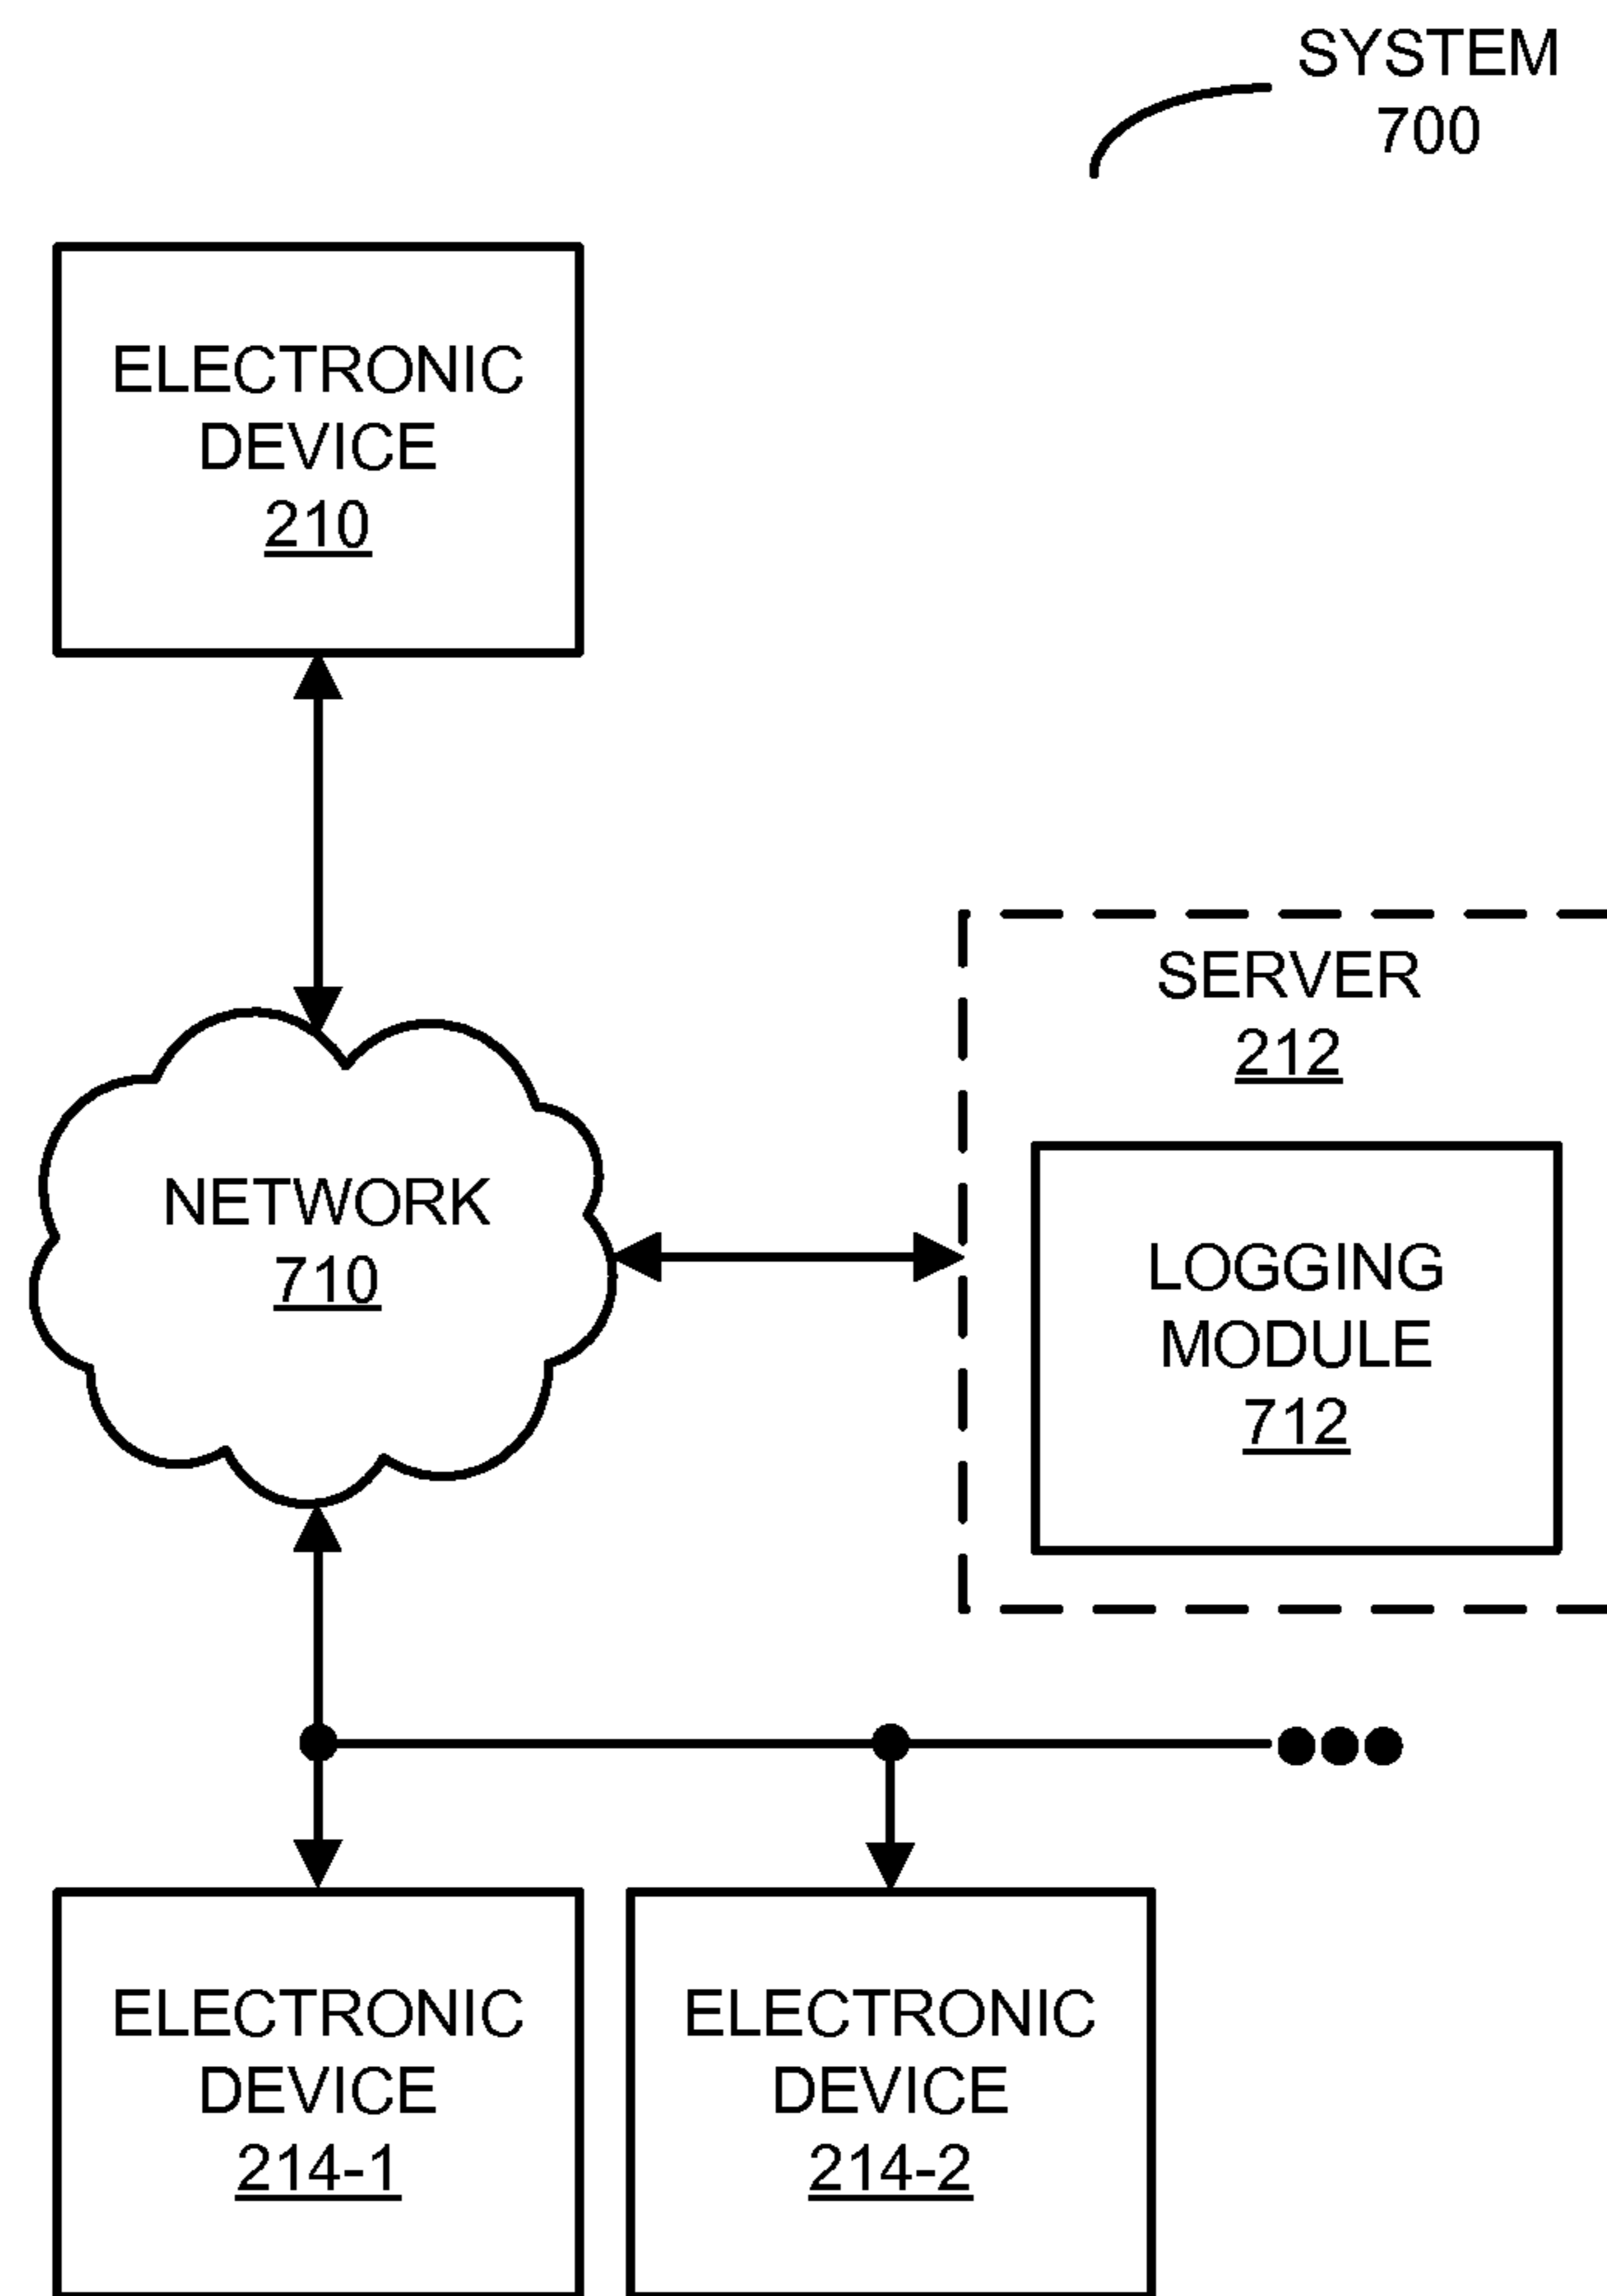 SYSTEM
700
ELECTRONIC
DEVICE
210
SERVER
212
NETWORK
710
LOGGING
MODULE
712
ELECTRONIC
DEVICE
214-1
ELECTRONIC
DEVICE
214-2